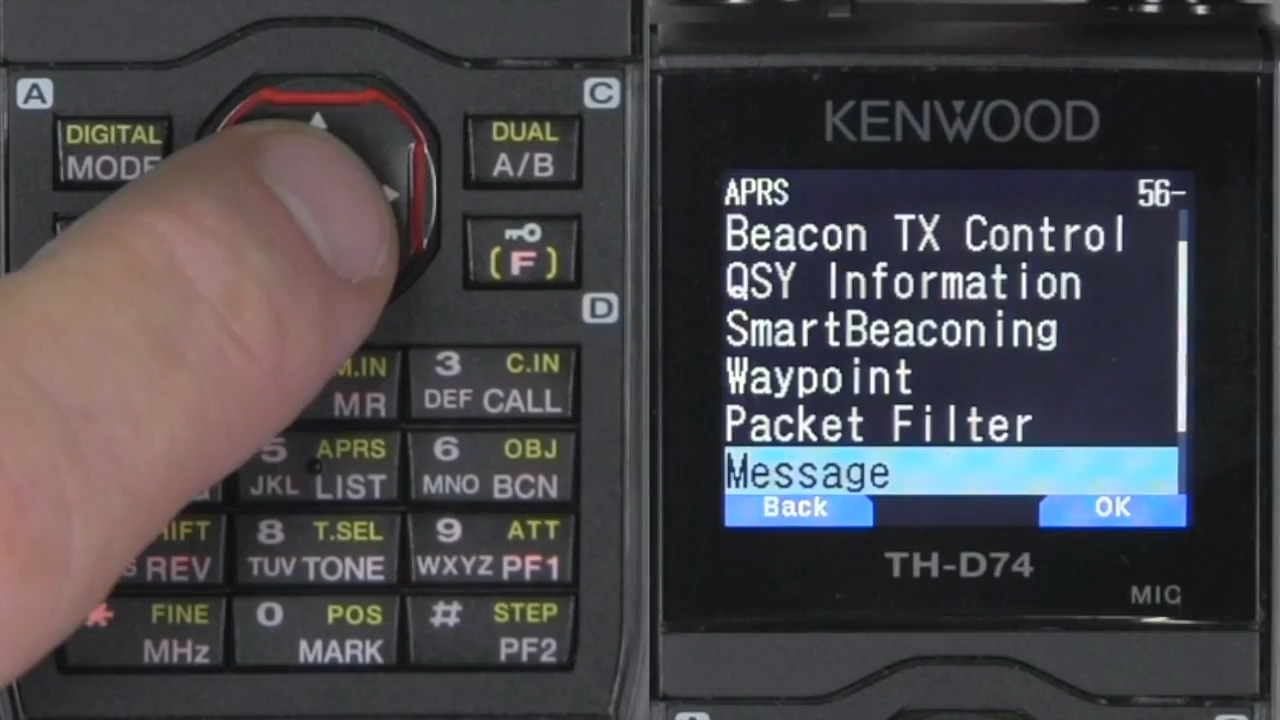 A
C
DIGITAL
MODE
DUAL
A/B
(F)
D
M.IN
MR
3 C.IN
DEF CALL
5 APRS
JKL LIST
6 OBJ
MNO BCN
REV
8 T.SEL
TUV TONE
9 ATT
WXYZ PF1
* FINE
MHz
0 POS
MARK
# STEP
PF2
KENWOOD
APRS 56-
Beacon TX Control
QSY Information
SmartBeaconing
Waypoint
Packet Filter
Message
Back OK
TH-D74
MIC